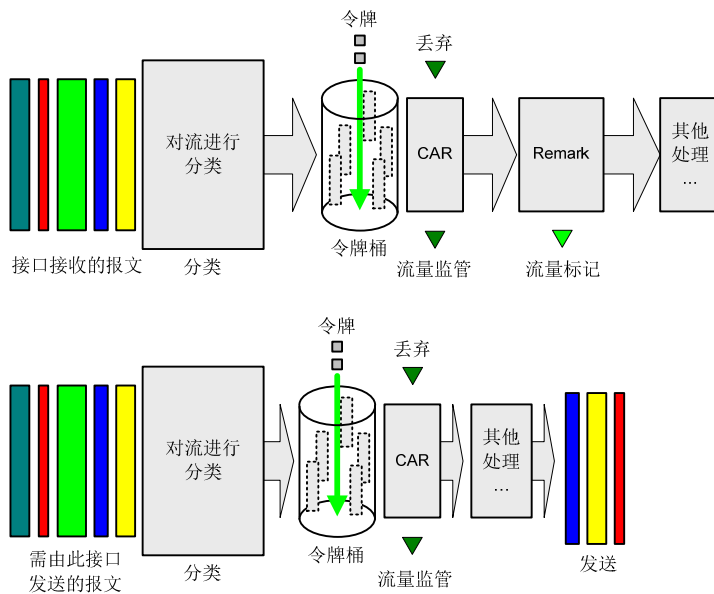 令牌
丢弃
对流进行
分类
CAR
Remark
其他
处理
...
令牌桶
接口接收的报文
分类
流量监管
流量标记
令牌
丢弃
对流进行
分类
CAR
其他
处理
...
令牌桶
需由此接口
发送的报文
分类
流量监管
发送